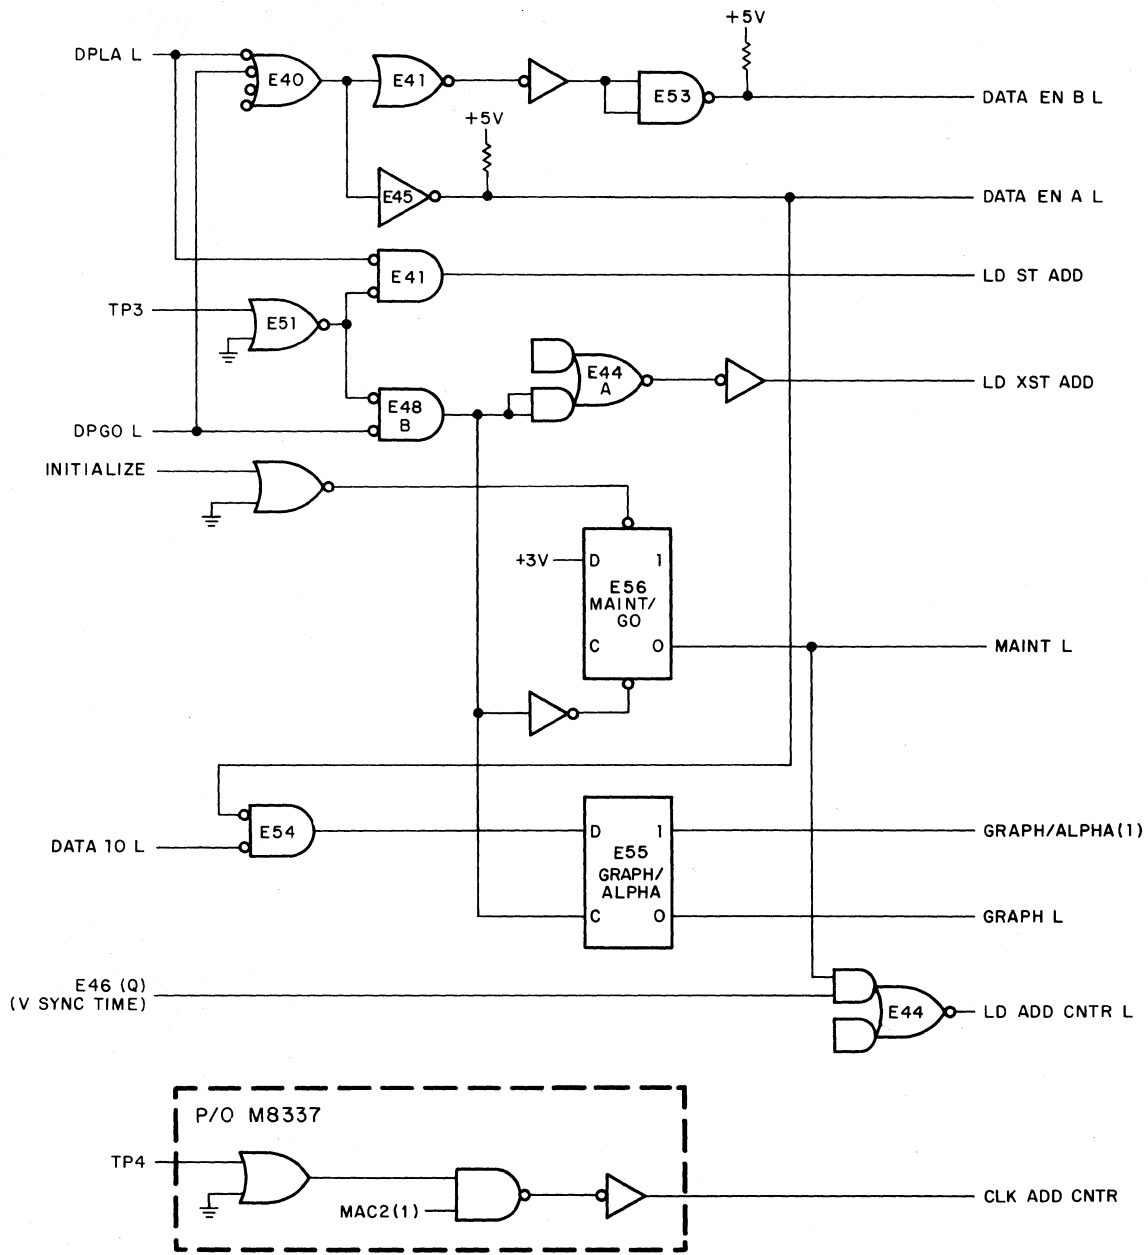 +5V
DPLA L
E40
E41
E53
DATA EN B L
+5V
E45
DATA EN A L
E41
LD ST ADD
TP3
E51
E44
A
LD XST ADD
E48
B
DPGO L
INITIALIZE
+3V
D 1
E56
MAINT/
GO
C 0
MAINT L
E54
DATA 10 L
D 1
E55
GRAPH/
ALPHA
C 0
GRAPH/ALPHA(1)
GRAPH L
E46 (Q)
(V SYNC TIME)
E44
LD ADD CNTR L
P/O M8337
TP4
MAC2(1)
CLK ADD CNTR